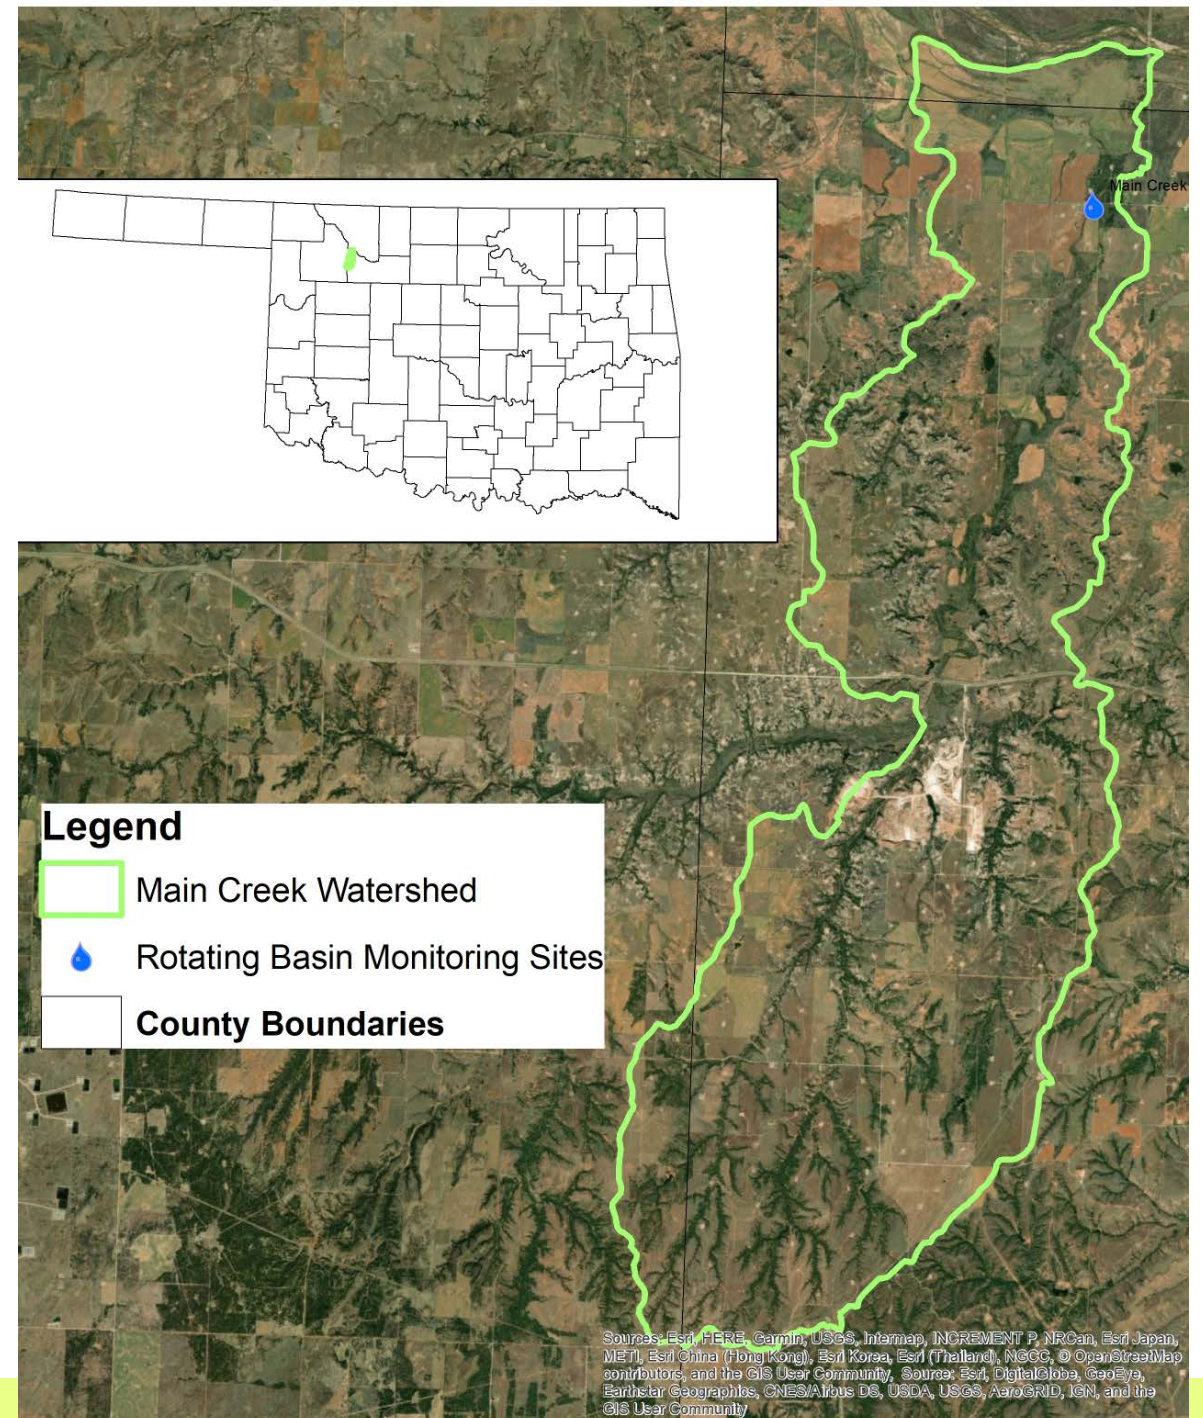 Main Creek
Legend
Main Creek Watershed
Rotating Basin Monitoring Sites
County Boundaries
Sources: Esri, HERE, Garmin, USGS, Intermap, INCREMENT P, NRCan, Esri Japan,
METI, Esri China (Hong Kong), Esri Korea, Esri (Thailand), NGCC, © OpenStreetMap
contributors, and the GIS User Community, Source: Esri, DigitalGlobe, GeoEye,
Earthstar Geographics, CNES/Airbus DS, USDA, USGS, AeroGRID, IGN, and the
GIS User Community